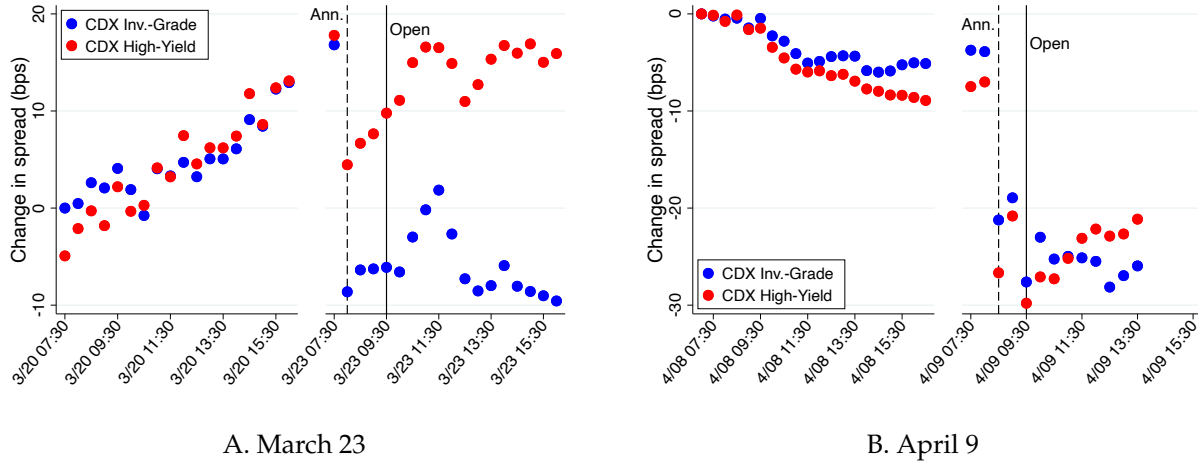 Ann.
Open
CDX Inv.-Grade
CDX High-Yield
Change in spread (bps)
20
10
0
-10
3/20 07:30
3/20 09:30
3/20 11:30
3/20 13:30
3/20 15:30
3/23 07:30
3/23 09:30
3/23 11:30
3/23 13:30
3/23 15:30
A. March 23
Ann.
Open
CDX Inv.-Grade
CDX High-Yield
Change in spread (bps)
0
-10
-20
-30
4/08 07:30
4/08 09:30
4/08 11:30
4/08 13:30
4/08 15:30
4/09 07:30
4/09 09:30
4/09 11:30
4/09 13:30
4/09 15:30
B. April 9